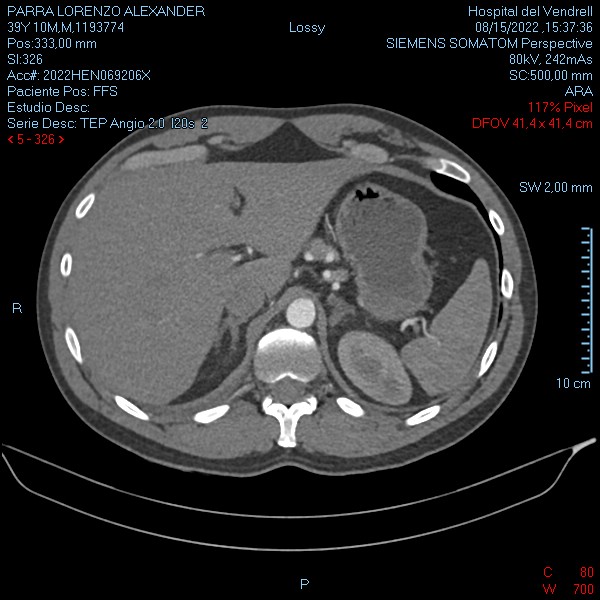 PARRA LORENZO ALEXANDER
39Y 10M,M,1193774
Pos:333,00 mm
SI:326
Acc#: 2022HEN069206X
Paciente Pos: FFS
Estudio Desc:
Serie Desc: TEP Angio 2.0 I20s 2
< 5 - 326 >
Lossy
Hospital del Vendrell
08/15/2022 ,15:37:36
SIEMENS SOMATOM Perspective
80kV, 242mAs
SC:500,00 mm
ARA
117% Pixel
DFOV 41,4 x 41,4 cm
SW 2,00 mm
R
10 cm
P
C 80
W 700